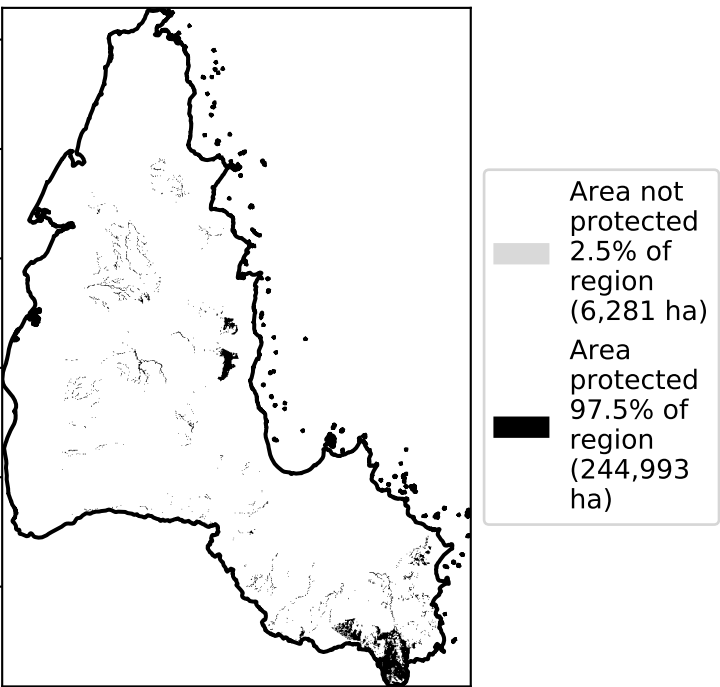 Area not
protected
2.5% of
region
(6,281 ha)
Area
protected
97.5% of
region
(244,993
ha)